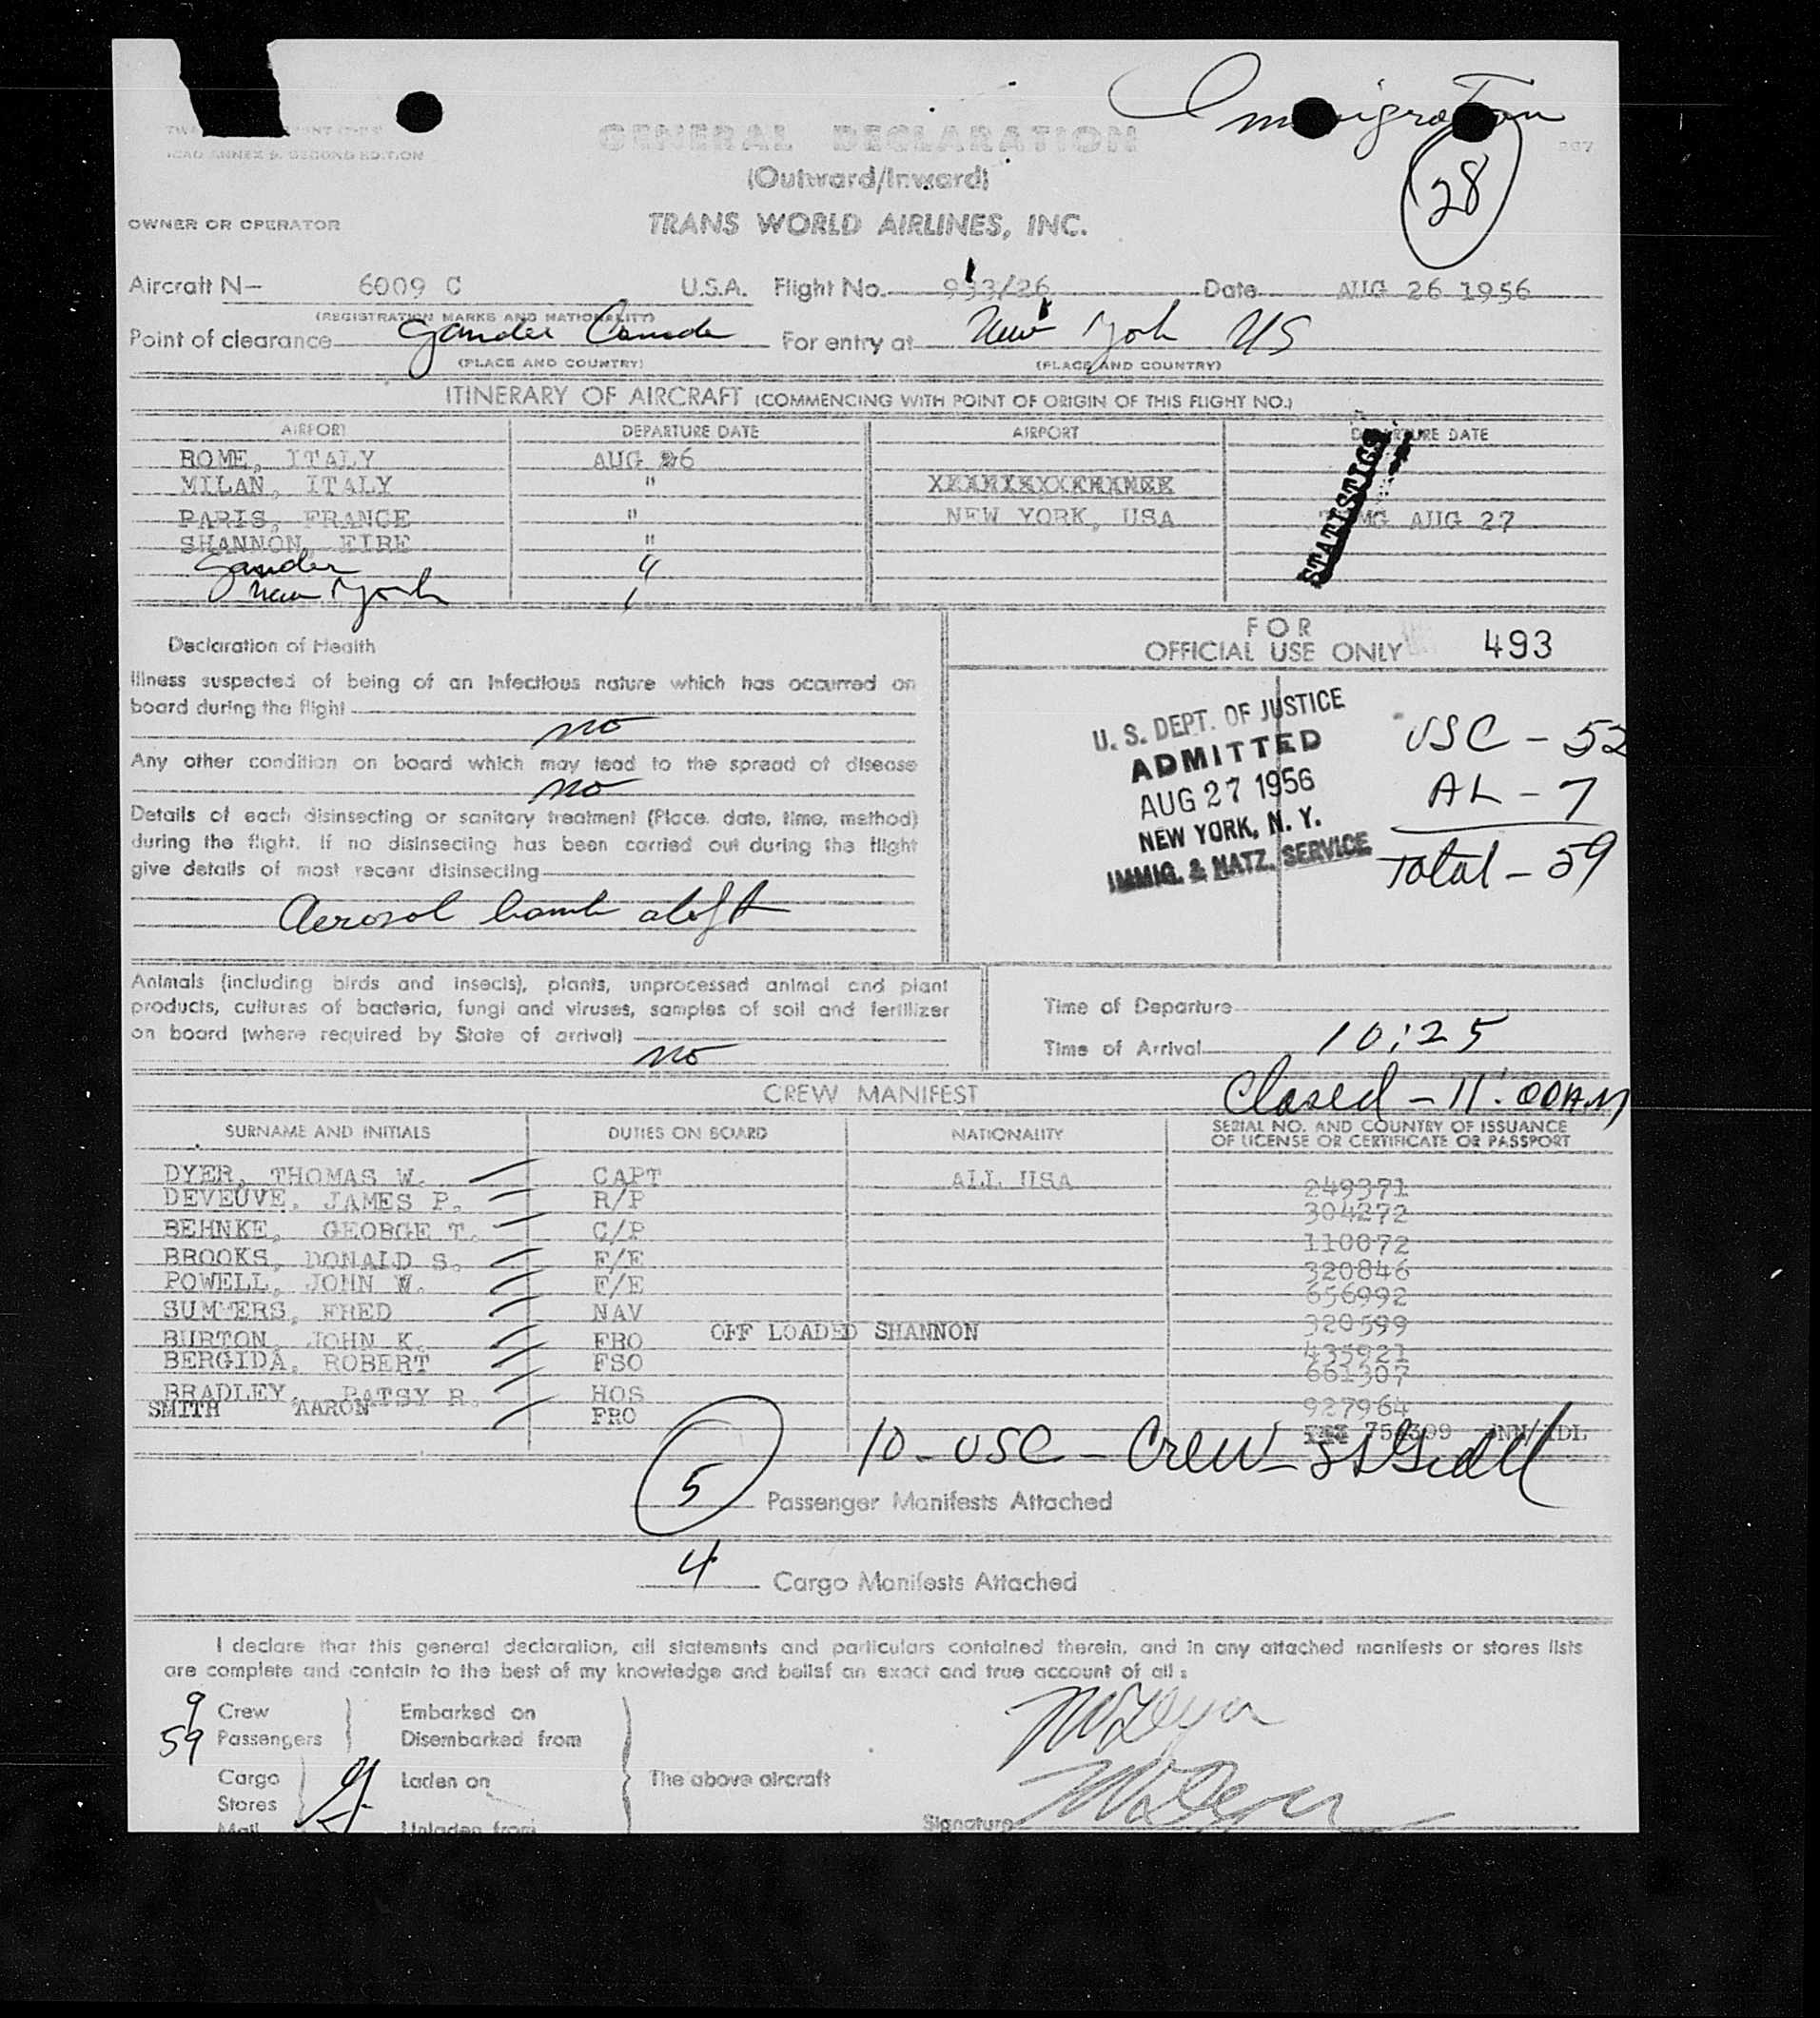 Immigration
ICAO ANNEX 9, SECOND EDITION
GENERAL DECLARATION
(Outward/Inward)
28
OWNER OR OPERATOR
TRANS WORLD AIRLINES, INC.
Aircraft N- 6009 C U.S.A. Flight No. 933/26 Date AUG 26 1956
(REGISTRATION MARKS AND NATIONALITY)
Point of clearance Gander Canada For entry at New York US
(PLACE AND COUNTRY) (PLACE AND COUNTRY)
ITINERARY OF AIRCRAFT (COMMENCING WITH POINT OF ORIGIN OF THIS FLIGHT NO.)
AIRPORT DEPARTURE DATE AIRPORT DEPARTURE DATE
ROME, ITALY AUG 26
MILAN, ITALY "
PARIS, FRANCE " NEW YORK, USA AUG 27
SHANNON, EIRE "
Gander "
New York
STATISTICS
FOR
OFFICIAL USE ONLY 493
Declaration of Health
Illness suspected of being of an infectious nature which has occurred on
board during the flight
no
Any other condition on board which may lead to the spread of disease
no
Details of each disinsecting or sanitary treatment (Place, date, time, method)
during the flight. If no disinsecting has been carried out during the flight
give details of most recent disinsecting
Aerosol bomb aloft
U. S. DEPT. OF JUSTICE
ADMITTED
AUG 27 1956
NEW YORK, N. Y.
IMMIG. & NATZ. SERVICE
USC - 52
AL - 7
Total - 59
Animals (including birds and insects), plants, unprocessed animal and plant
products, cultures of bacteria, fungi and viruses, samples of soil and fertilizer
on board (where required by State of arrival)
no
Time of Departure
Time of Arrival 10:25
Closed - 11:00AM
CREW MANIFEST
SURNAME AND INITIALS DUTIES ON BOARD NATIONALITY SERIAL NO. AND COUNTRY OF ISSUANCE
OF LICENSE OR CERTIFICATE OR PASSPORT
DYER, THOMAS W. CAPT ALL USA 249371
DEVEUVE, JAMES P. R/P 304272
BEHNKE, GEORGE T. C/P 110072
BROOKS, DONALD S. F/E 320846
POWELL, JOHN W. F/E 656992
SUMMERS, FRED NAV 320599
BURTON, JOHN K. FRO OFF LOADED SHANNON 435921
BERGIDA, ROBERT FSO 661307
BRADLEY, PATSY R. HOS 927964
SMITH AARON FRO
10 - USC - Crew
5 Passenger Manifests Attached
4 Cargo Manifests Attached
I declare that this general declaration, all statements and particulars contained therein, and in any attached manifests or stores lists
are complete and contain to the best of my knowledge and belief an exact and true account of all :
9 Crew Embarked on
59 Passengers Disembarked from
Cargo Laden on The above aircraft
Stores
Mail Unladen from
Signature